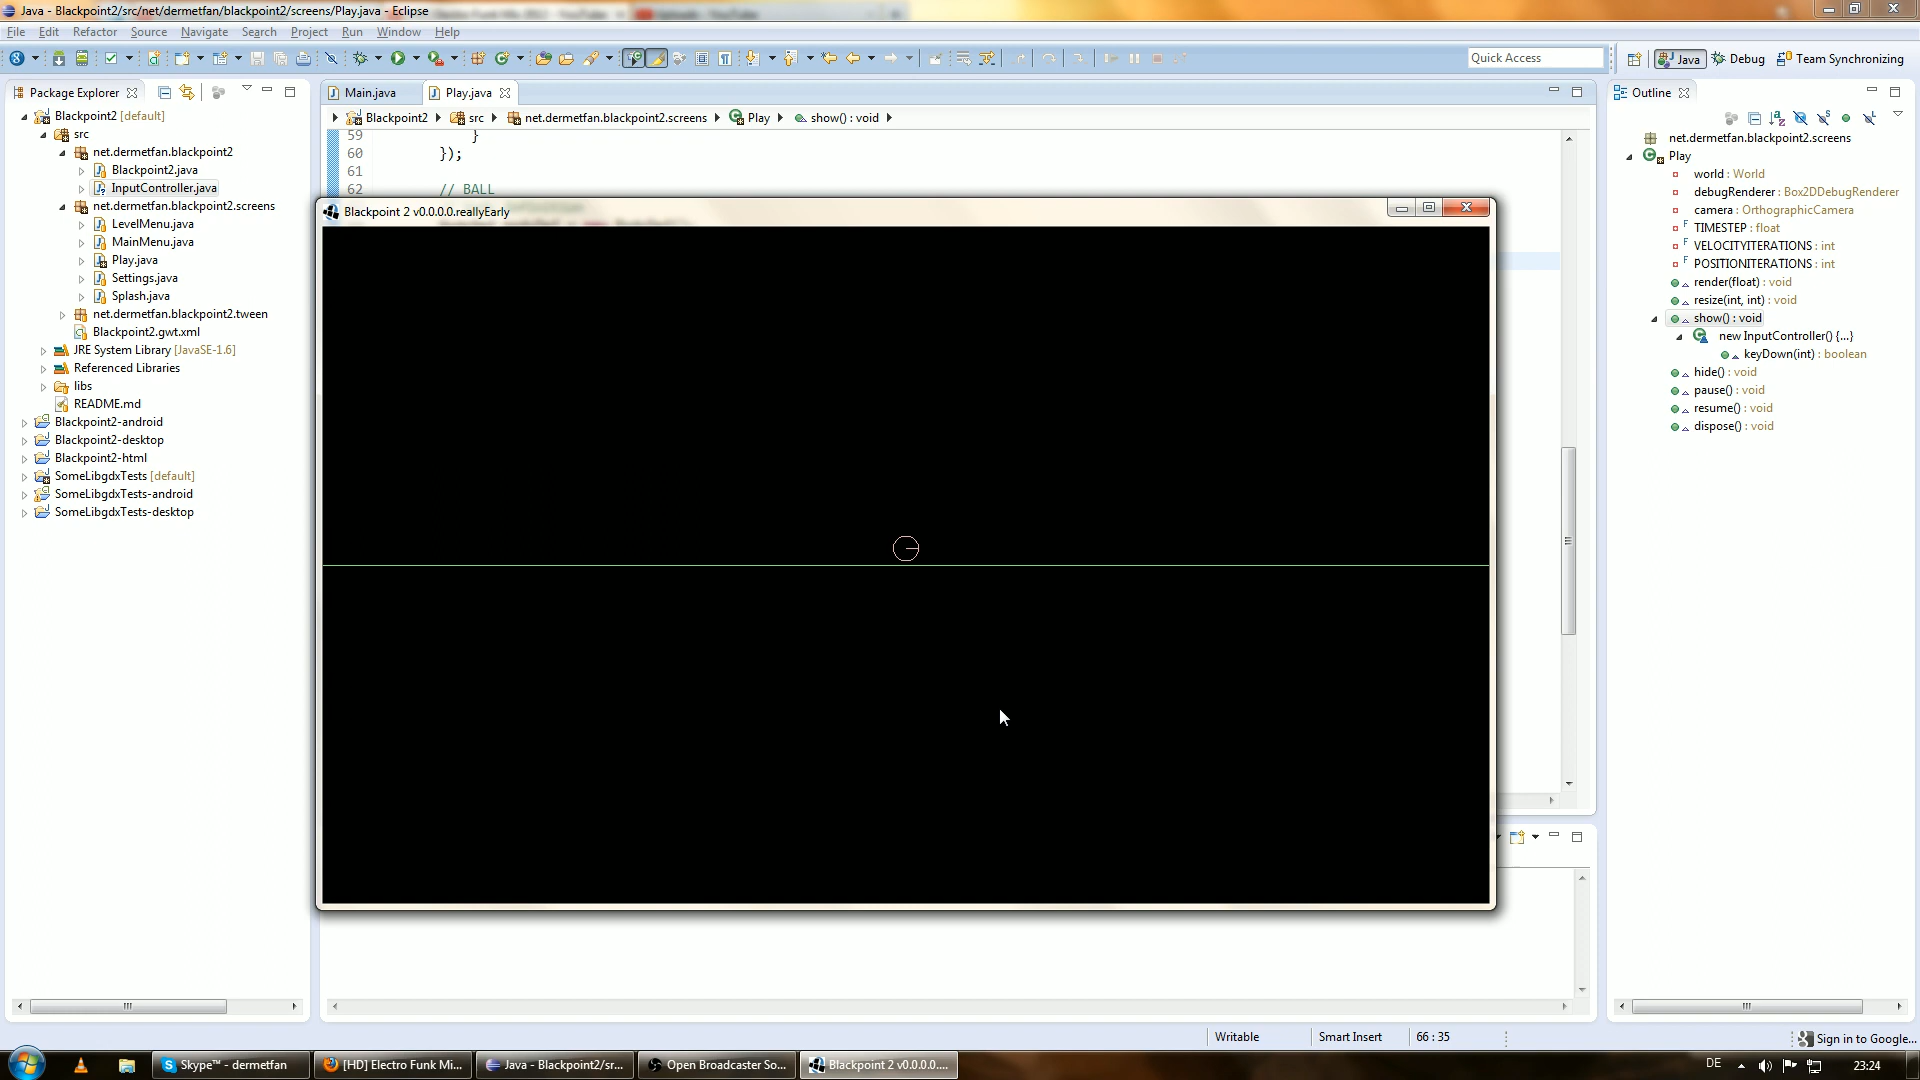 Java - Blackpoint2/src/net/dermetfan/blackpoint2/screens/Play.java - Eclipse
File Edit Refactor Source Navigate Search Project Run Window Help
Quick Access
Java
Debug
Team Synchronizing
Package Explorer
Blackpoint2 [default]
src
net.dermetfan.blackpoint2
Blackpoint2.java
InputController.java
net.dermetfan.blackpoint2.screens
LevelMenu.java
MainMenu.java
Play.java
Settings.java
Splash.java
net.dermetfan.blackpoint2.tween
Blackpoint2.gwt.xml
JRE System Library [JavaSE-1.6]
Referenced Libraries
libs
README.md
Blackpoint2-android
Blackpoint2-desktop
Blackpoint2-html
SomeLibgdxTests [default]
SomeLibgdxTests-android
SomeLibgdxTests-desktop
Main.java
Play.java
Blackpoint2 src net.dermetfan.blackpoint2.screens Play show() : void
59 }
60 });
61
62 // BALL
Blackpoint 2 v0.0.0.0.reallyEarly
Outline
net.dermetfan.blackpoint2.screens
Play
world : World
debugRenderer : Box2DDebugRenderer
camera : OrthographicCamera
F TIMESTEP : float
F VELOCITYITERATIONS : int
F POSITIONITERATIONS : int
render(float) : void
resize(int, int) : void
show() : void
new InputController() {...}
keyDown(int) : boolean
hide() : void
pause() : void
resume() : void
dispose() : void
Writable
Smart Insert
66 : 35
Sign in to Google...
Skype™ - dermetfan
[HD] Electro Funk Mi...
Java - Blackpoint2/sr...
Open Broadcaster So...
Blackpoint 2 v0.0.0.0....
DE
23:24